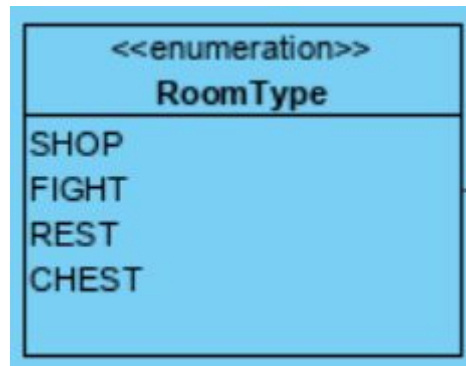 <<enumeration>>
RoomType
SHOP
FIGHT
REST
CHEST